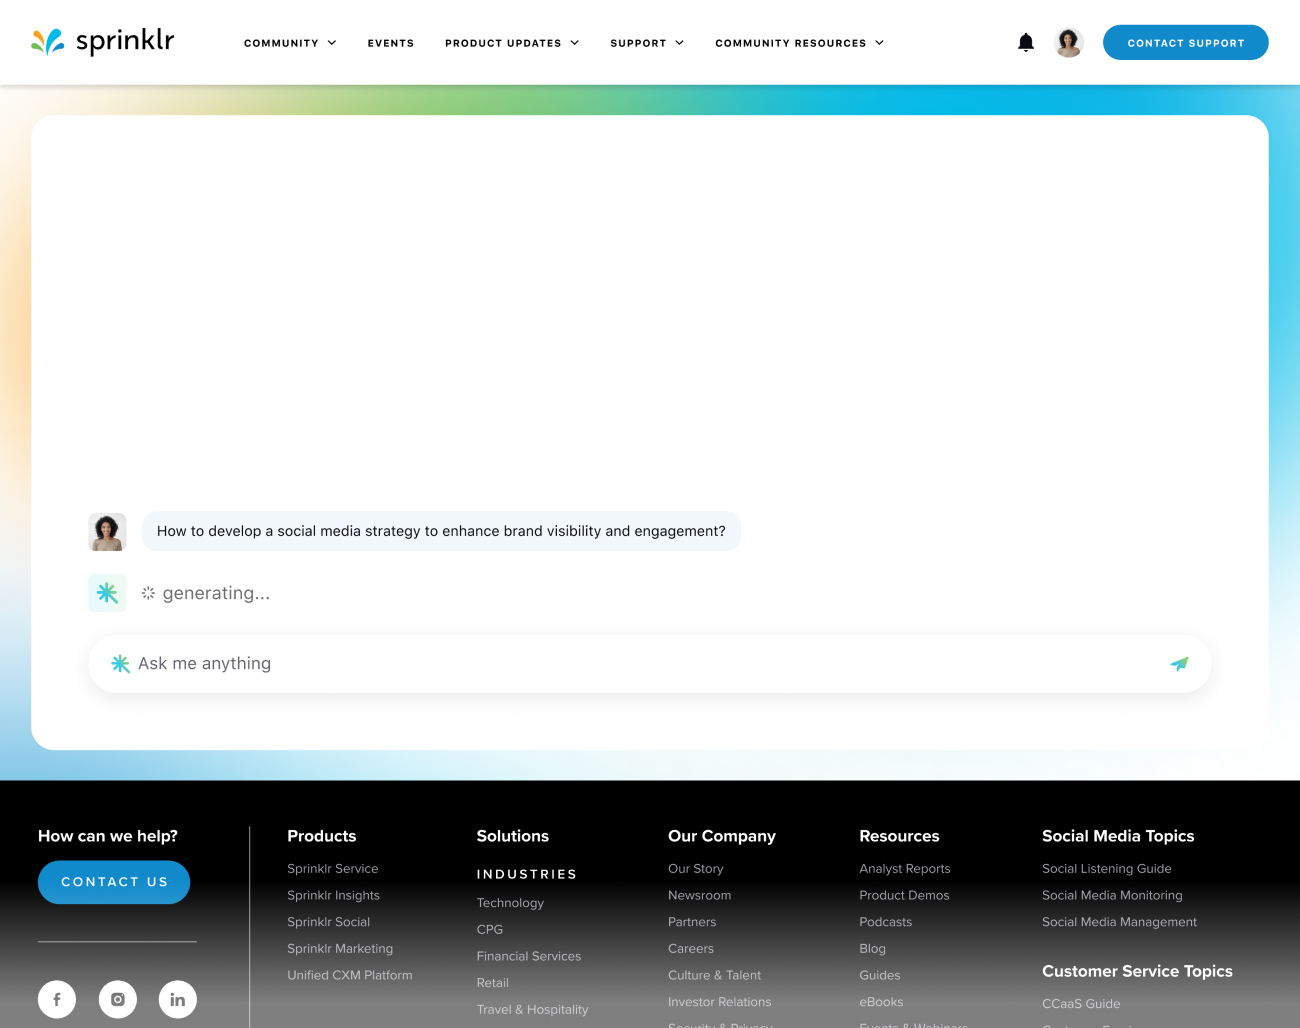 sprinklr
COMMUNITY
EVENTS
PRODUCT UPDATES
SUPPORT
COMMUNITY RESOURCES
CONTACT SUPPORT
How to develop a social media strategy to enhance brand visibility and engagement?
generating...
Ask me anything
How can we help?
CONTACT US
Products
Sprinklr Service
Sprinklr Insights
Sprinklr Social
Sprinklr Marketing
Unified CXM Platform
Solutions
INDUSTRIES
Technology
CPG
Financial Services
Retail
Travel & Hospitality
Our Company
Our Story
Newsroom
Partners
Careers
Culture & Talent
Investor Relations
Security & Privacy
Resources
Analyst Reports
Product Demos
Podcasts
Blog
Guides
eBooks
Events & Webinars
Social Media Topics
Social Listening Guide
Social Media Monitoring
Social Media Management
Customer Service Topics
CCaaS Guide